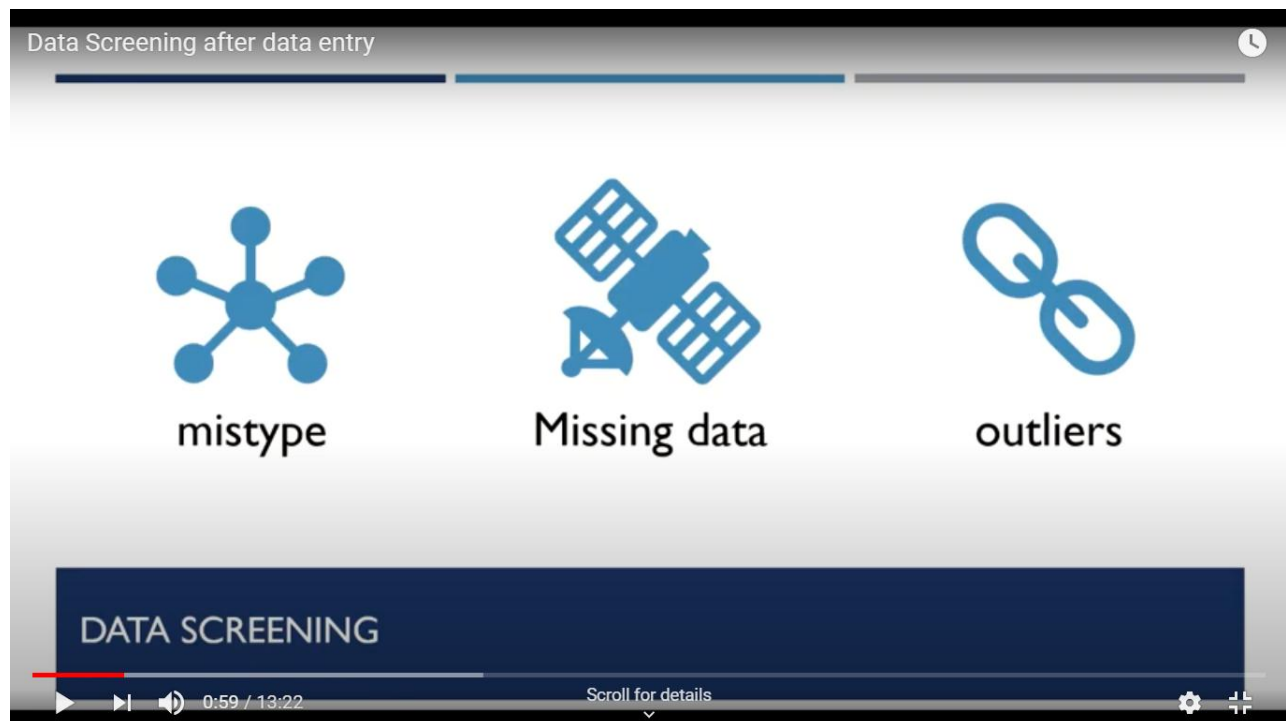 Data Screening after data entry
mistype
Missing data
outliers
DATA SCREENING
0:59 / 13:22
Scroll for details